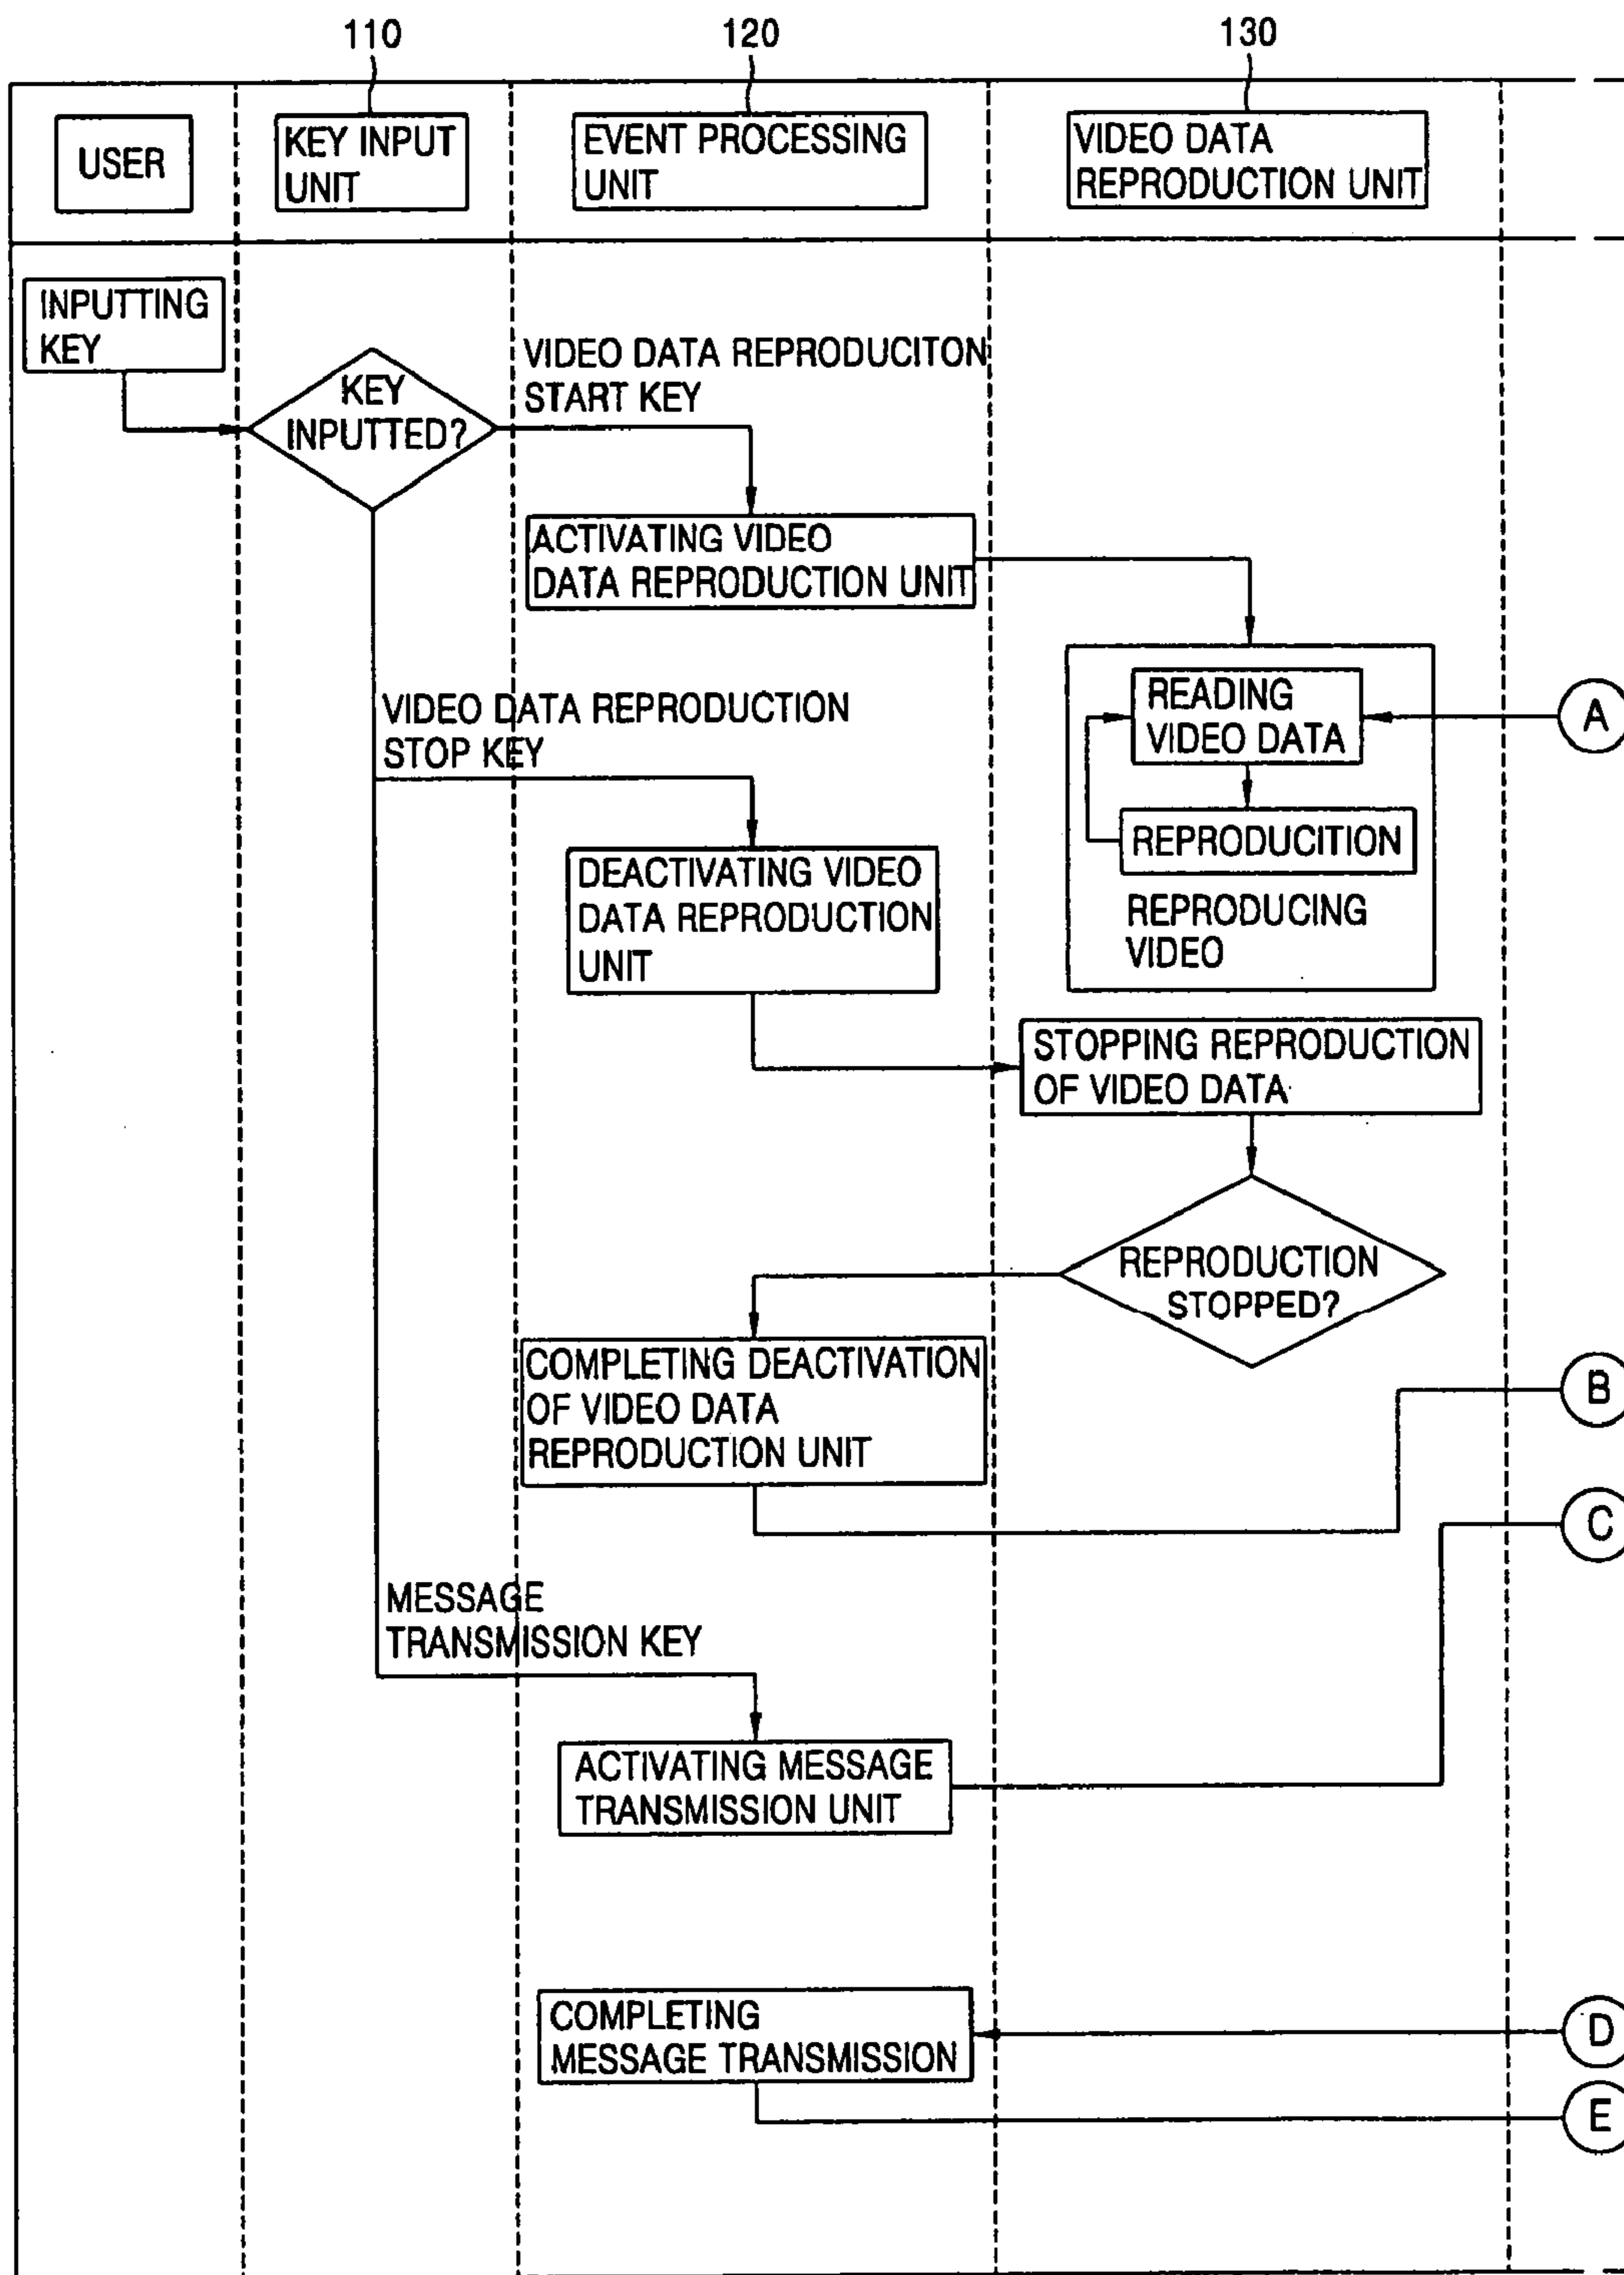 110
120
130
USER
KEY INPUT
UNIT
EVENT PROCESSING
UNIT
VIDEO DATA
REPRODUCTION UNIT
INPUTTING
KEY
KEY
INPUTTED?
VIDEO DATA REPRODUCITON
START KEY
ACTIVATING VIDEO
DATA REPRODUCTION UNIT
READING
VIDEO DATA
A
REPRODUCITION
REPRODUCING
VIDEO
VIDEO DATA REPRODUCTION
STOP KEY
DEACTIVATING VIDEO
DATA REPRODUCTION
UNIT
STOPPING REPRODUCTION
OF VIDEO DATA
REPRODUCTION
STOPPED?
COMPLETING DEACTIVATION
OF VIDEO DATA
REPRODUCTION UNIT
B
C
MESSAGE
TRANSMISSION KEY
ACTIVATING MESSAGE
TRANSMISSION UNIT
COMPLETING
MESSAGE TRANSMISSION
D
E